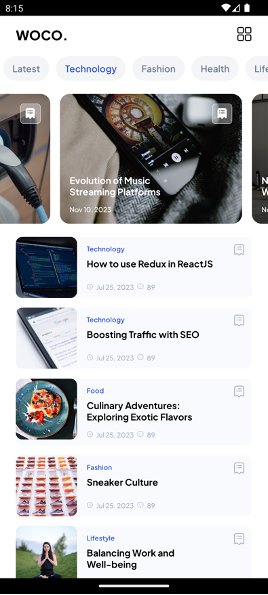 8:15
WOCO.
Latest
Technology
Fashion
Health
Life
Evolution of Music
Streaming Platforms
Nov 10, 2023
Technology
How to use Redux in ReactJS
Jul 25, 2023
89
Technology
Boosting Traffic with SEO
Jul 25, 2023
89
Food
Culinary Adventures:
Exploring Exotic Flavors
Jul 25, 2023
89
Fashion
Sneaker Culture
Jul 25, 2023
89
Lifestyle
Balancing Work and
Well-being